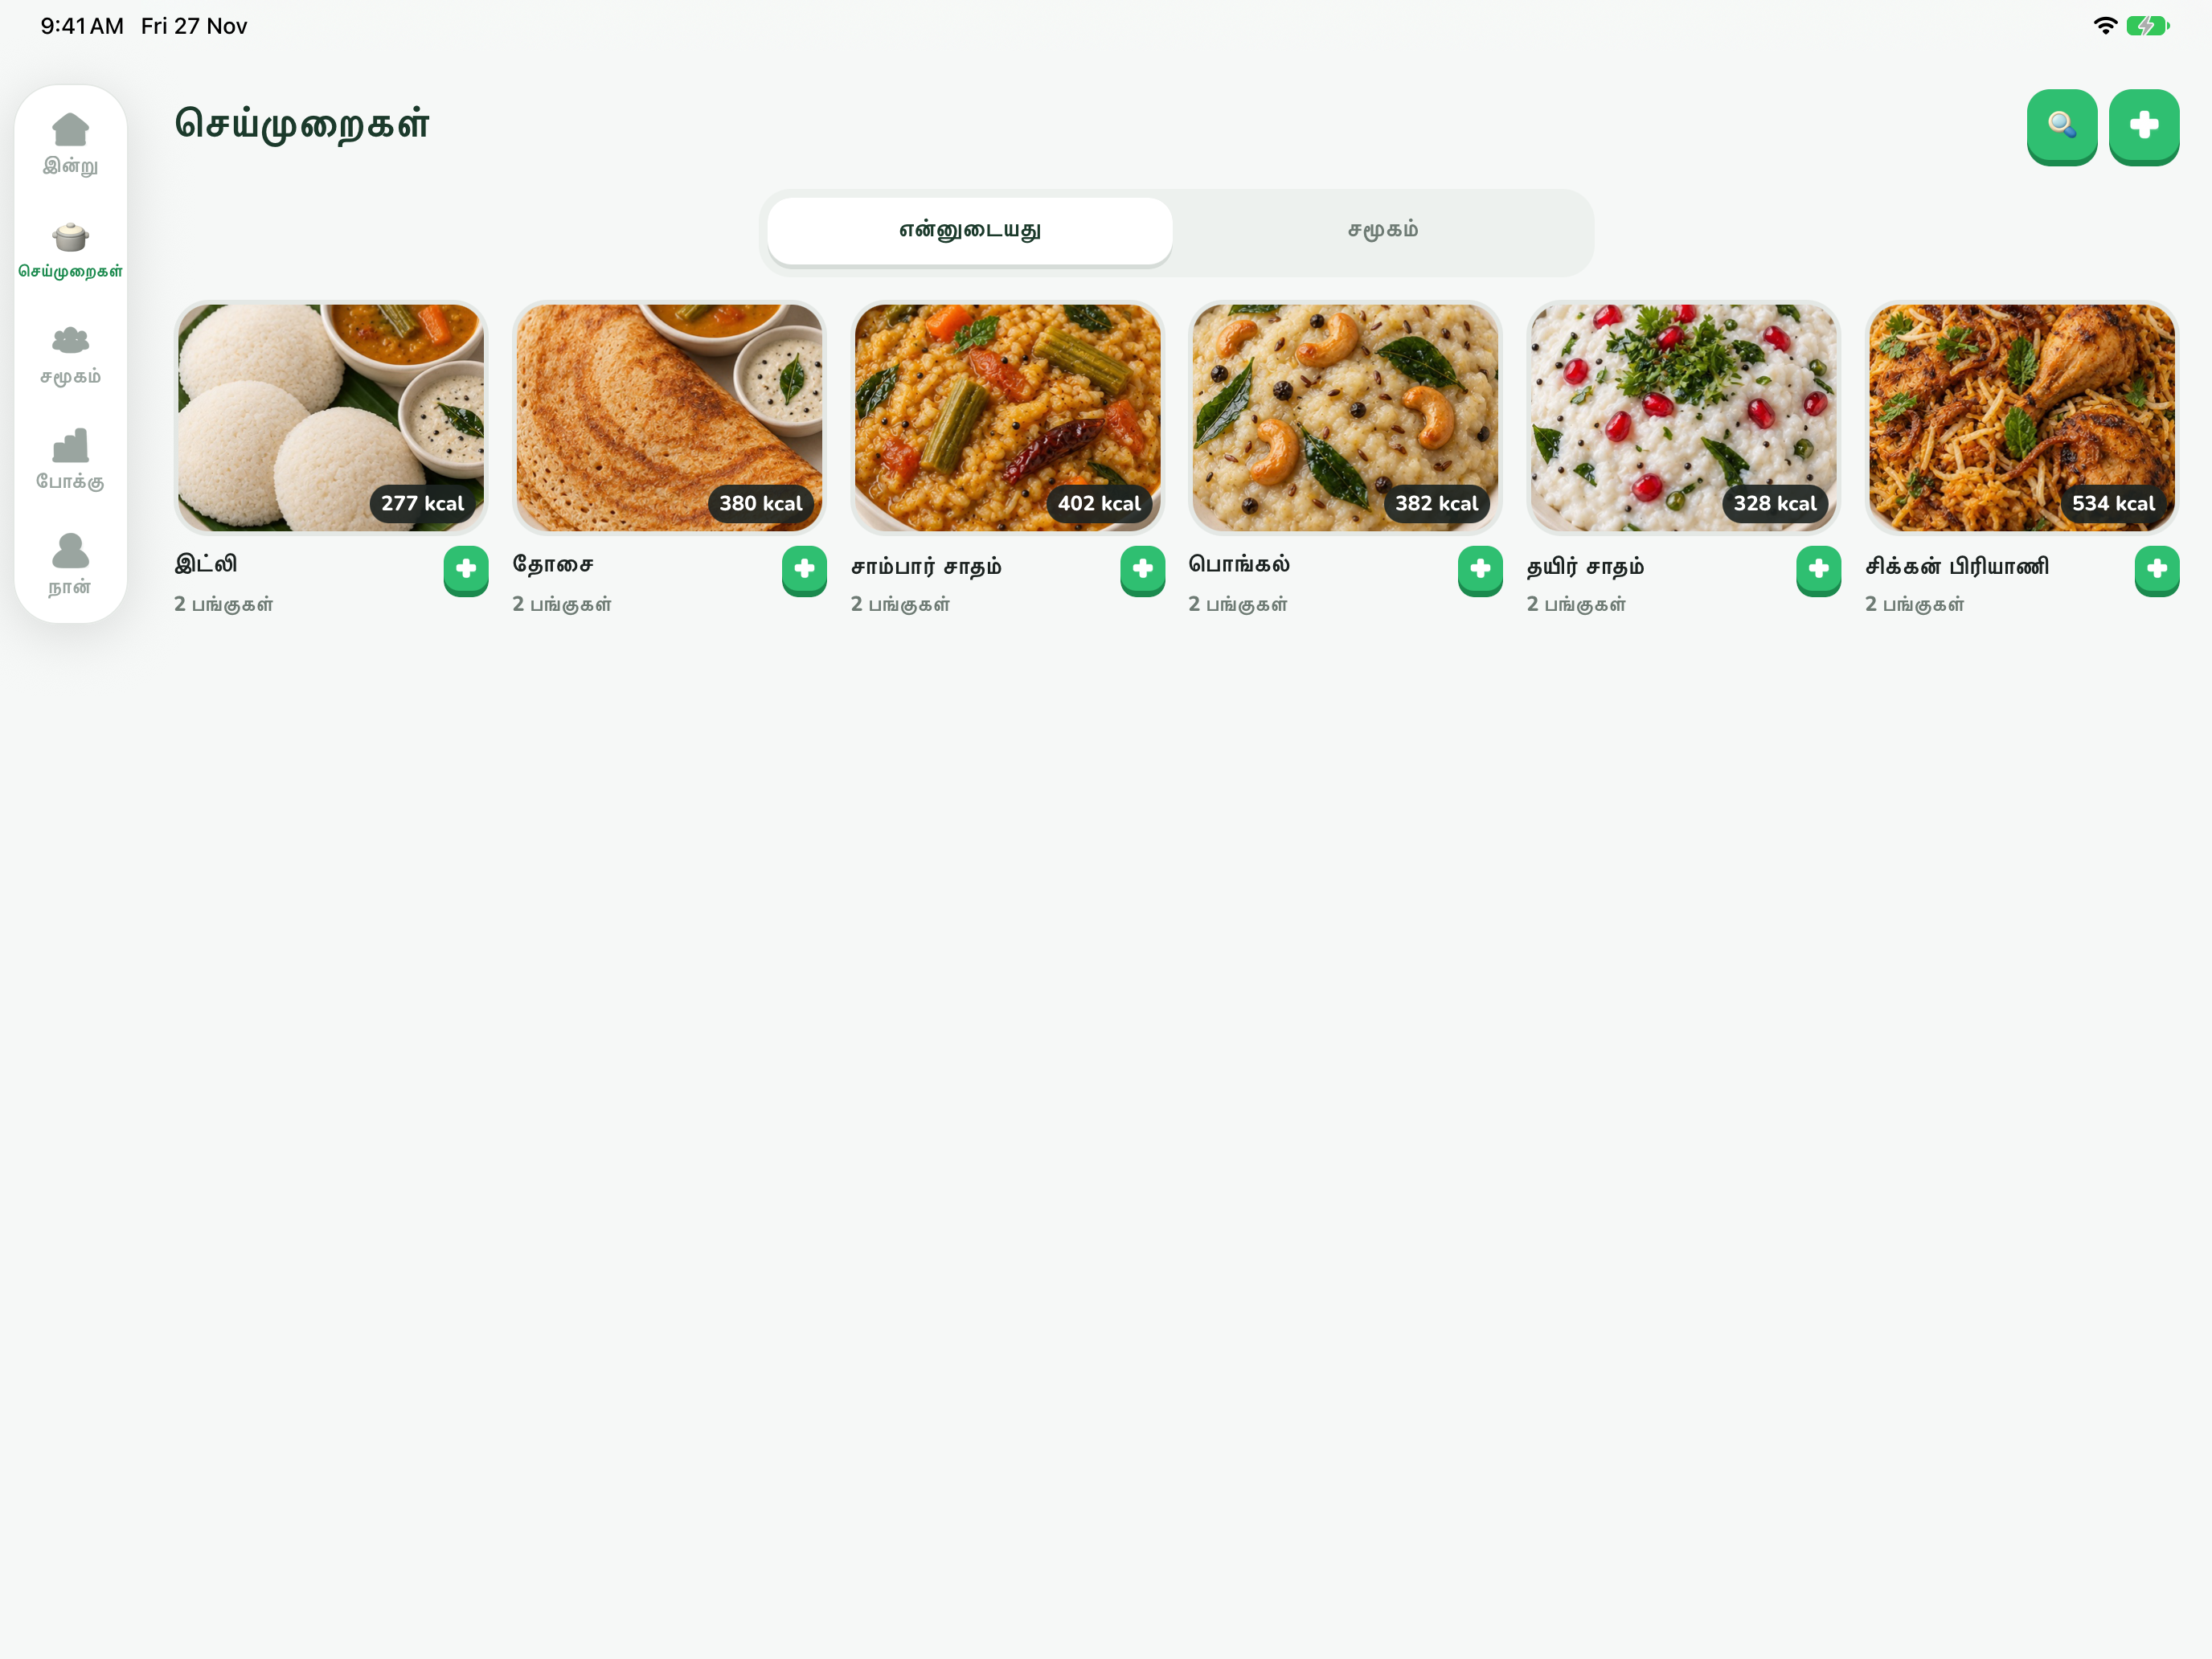 9:41 AM Fri 27 Nov
செய்முறைகள்
இன்று
செய்முறைகள்
சமூகம்
போக்கு
நான்
என்னுடையது
சமூகம்
277 kcal
380 kcal
402 kcal
382 kcal
328 kcal
534 kcal
இட்லி
தோசை
சாம்பார் சாதம்
பொங்கல்
தயிர் சாதம்
சிக்கன் பிரியாணி
2 பங்குகள்
2 பங்குகள்
2 பங்குகள்
2 பங்குகள்
2 பங்குகள்
2 பங்குகள்